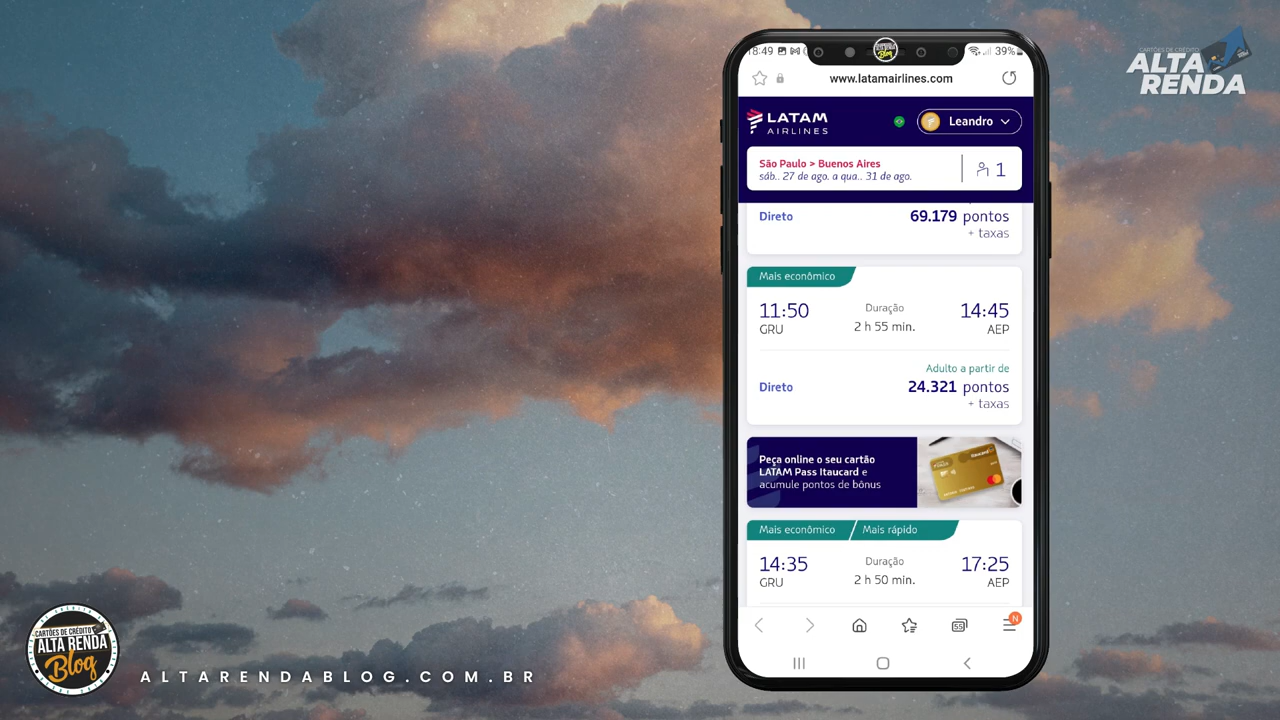 CARTÕES DE CRÉDITO
ALTA
RENDA
18:49
39%
www.latamairlines.com
LATAM
AIRLINES
Leandro
São Paulo > Buenos Aires
sáb.. 27 de ago. a qua.. 31 de ago.
1
Direto
69.179 pontos
+ taxas
Mais econômico
11:50
Duração
14:45
GRU
2 h 55 min.
AEP
Adulto a partir de
Direto
24.321 pontos
+ taxas
Peça online o seu cartão
LATAM Pass Itaucard e
acumule pontos de bônus
Mais econômico
Mais rápido
14:35
Duração
17:25
GRU
2 h 50 min.
AEP
55
N
CARTÕES DE CRÉDITO
ALTA RENDA
Blog
ALTARENDABLOG.COM.BR